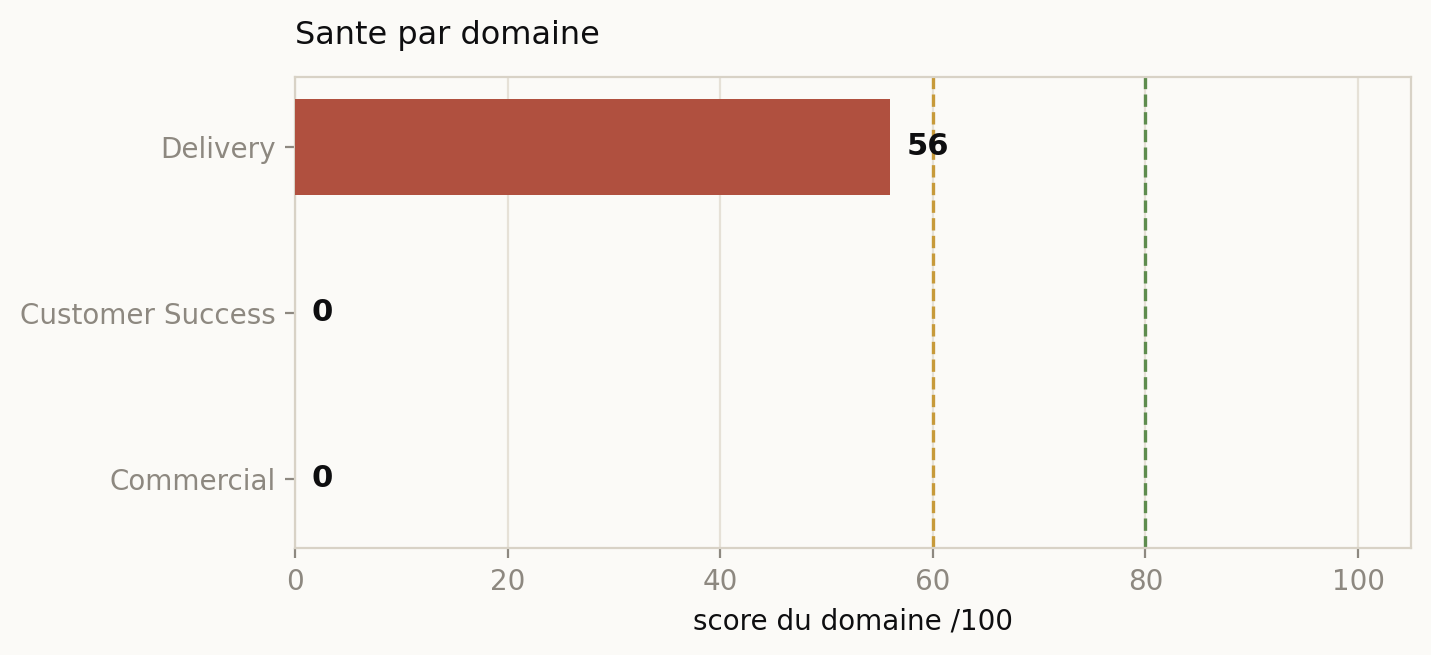 Sante par domaine
Delivery
56
Customer Success
0
Commercial
0
0 20 40 60 80 100
score du domaine /100